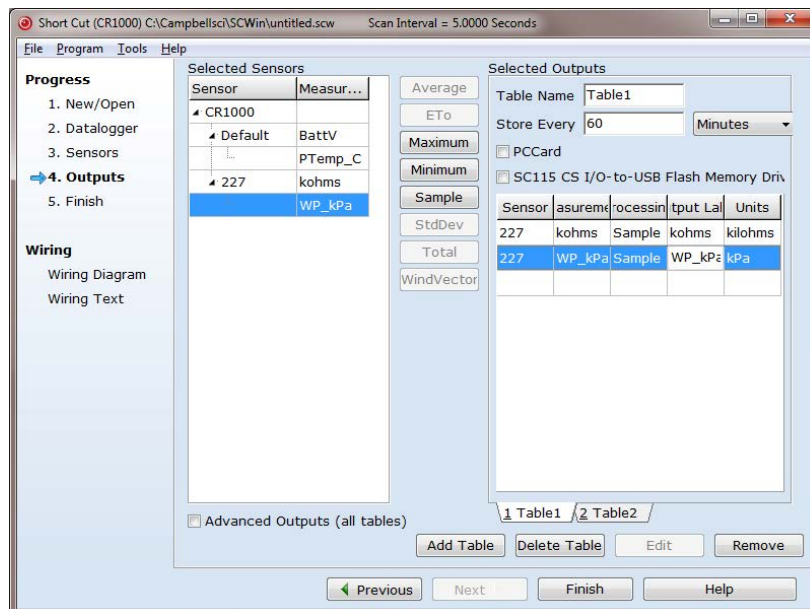 Short Cut (CR1000) C:\Campbellsci\SCWin\untitled.scw Scan Interval = 5.0000 Seconds
File Program Tools Help
Progress
1. New/Open
2. Datalogger
3. Sensors
4. Outputs
5. Finish
Wiring
Wiring Diagram
Wiring Text
Selected Sensors
Sensor Measur...
CR1000
Default BattV
PTemp_C
227 kohms
WP_kPa
Advanced Outputs (all tables)
Average
ETo
Maximum
Minimum
Sample
StdDev
Total
WindVector
Selected Outputs
Table Name Table1
Store Every 60 Minutes
PCCard
SC115 CS I/O-to-USB Flash Memory Driv
Sensor asureme rocessin tput Lal Units
227 kohms Sample kohms kilohms
227 WP_kPa Sample WP_kPa kPa
1 Table1 2 Table2
Add Table Delete Table Edit Remove
Previous Next Finish Help